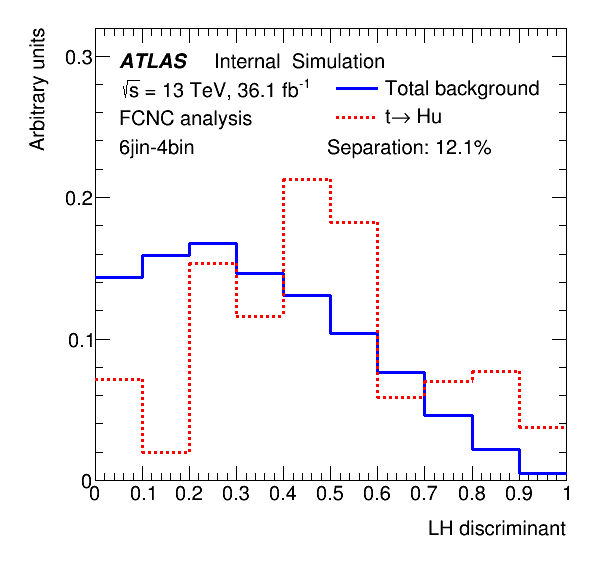 Arbitrary units
0.3
0.2
0.1
0
ATLAS Internal Simulation
√s = 13 TeV, 36.1 fb⁻¹
FCNC analysis
6jin-4bin
Total background
t→ Hu
Separation: 12.1%
0 0.1 0.2 0.3 0.4 0.5 0.6 0.7 0.8 0.9 1
LH discriminant